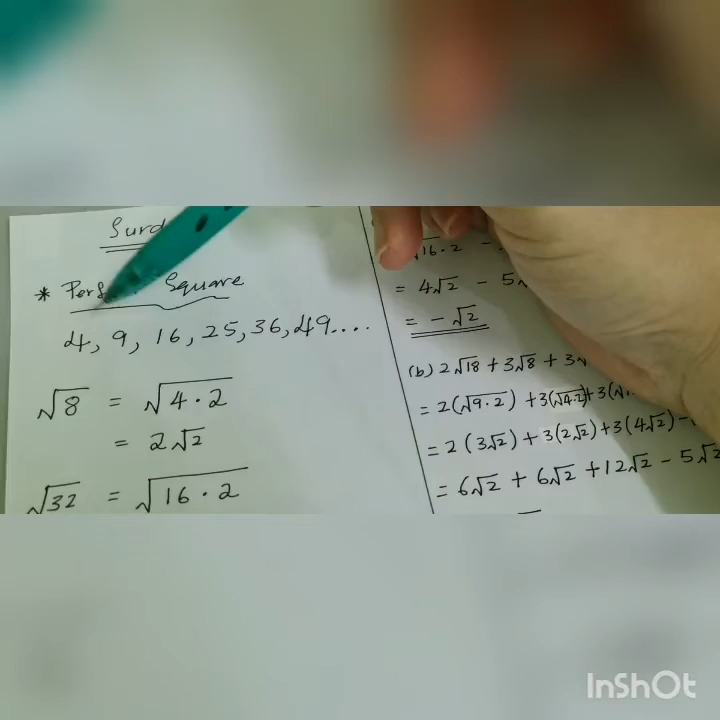 Surd
* Perf Square
4, 9, 16, 25, 36, 49....
√8 = √4·2
= 2√2
√32 = √16·2
√16·2 -
= 4√2 - 5√
= -√2
(b) 2√18 + 3√8 + 3√
= 2(√9·2) + 3(√4·2) + 3(√1
= 2(3√2) + 3(2√2) + 3(4√2) -
= 6√2 + 6√2 + 12√2 - 5√2
InShOt